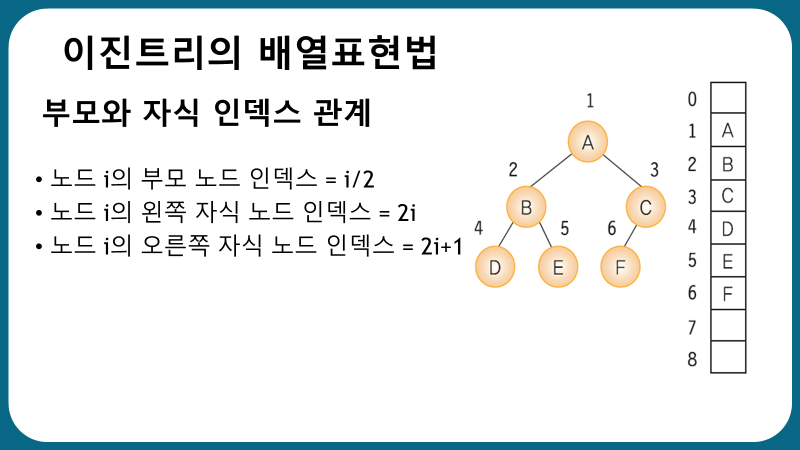 이진트리의 배열표현법
부모와 자식 인덱스 관계
• 노드 i의 부모 노드 인덱스 = i/2
• 노드 i의 왼쪽 자식 노드 인덱스 = 2i
• 노드 i의 오른쪽 자식 노드 인덱스 = 2i+1
1
A
2 3
B C
4 5 6
D E F
0
1 A
2 B
3 C
4 D
5 E
6 F
7
8